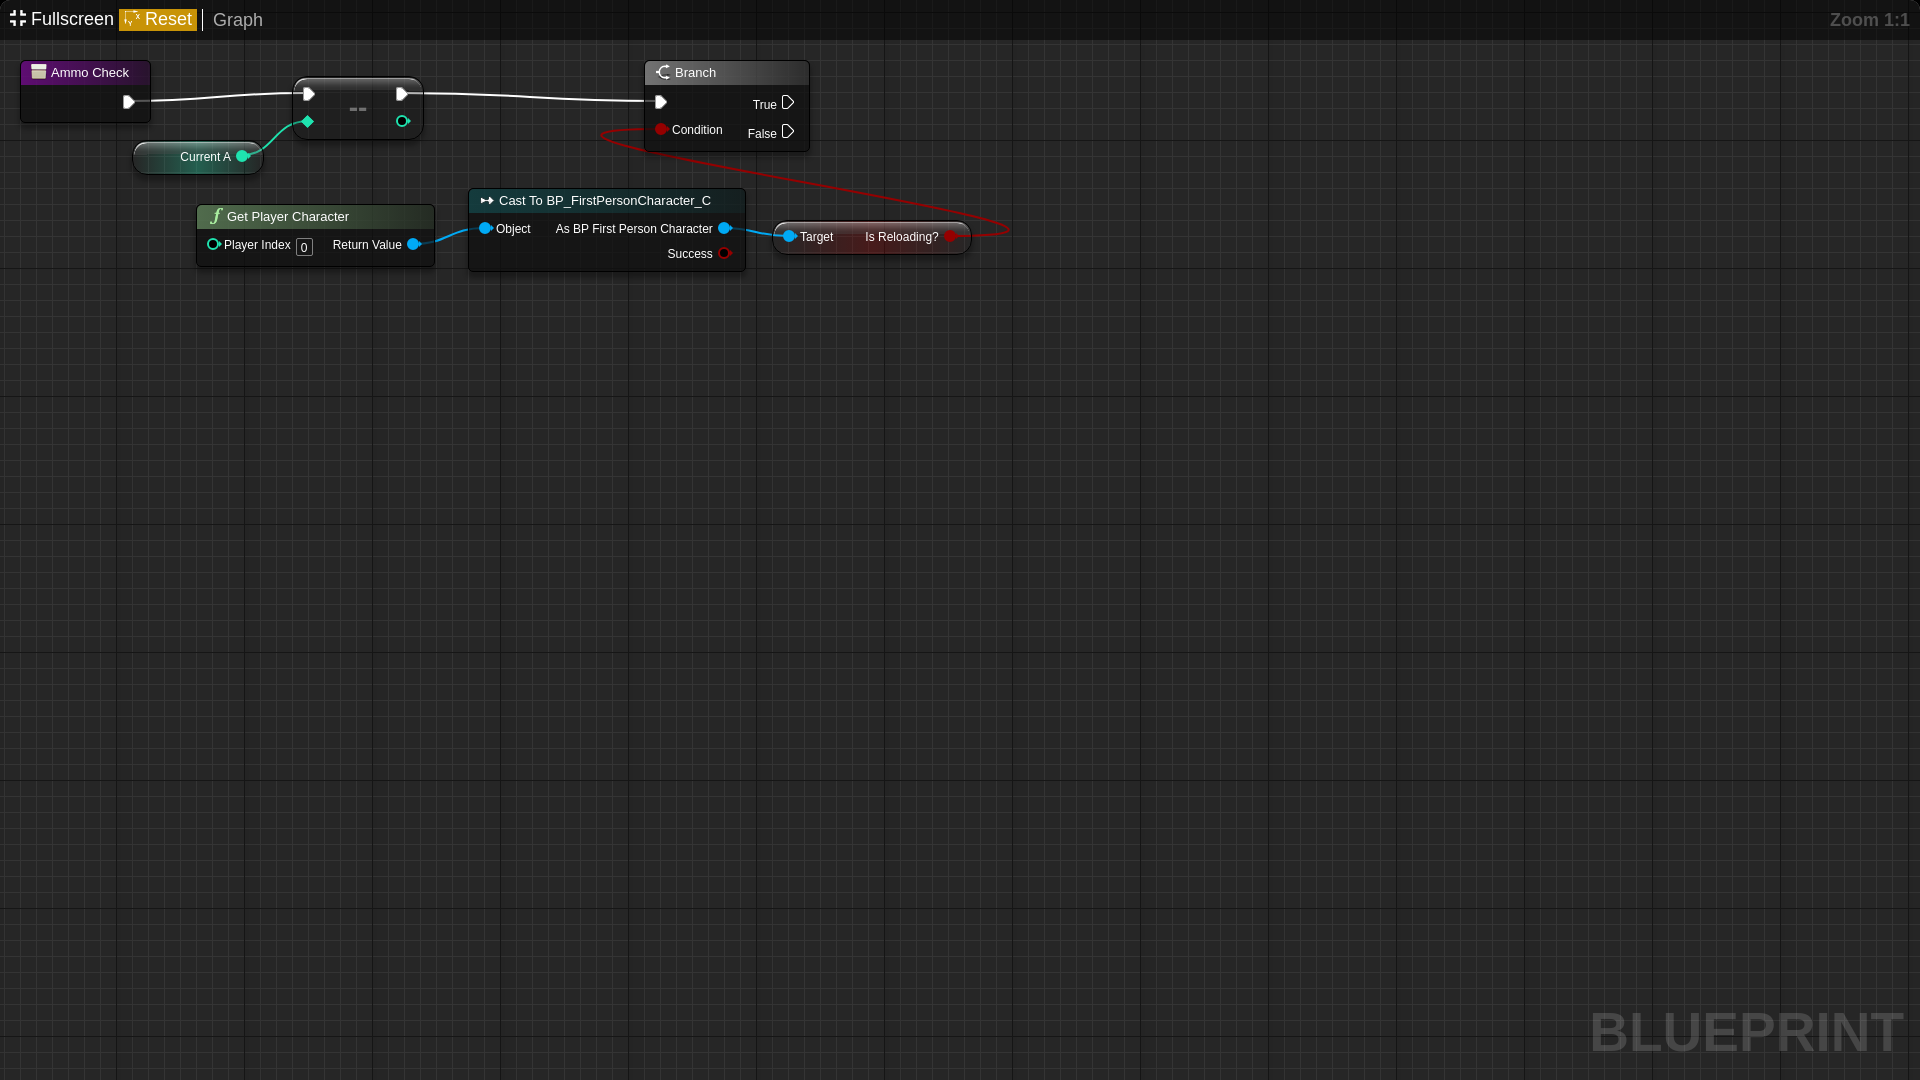 Fullscreen Reset Graph Zoom 1:1
Ammo Check
--
Branch
True
Condition False
Current A
Get Player Character
Player Index 0 Return Value
Cast To BP_FirstPersonCharacter_C
Object As BP First Person Character
Success
Target Is Reloading?
BLUEPRINT